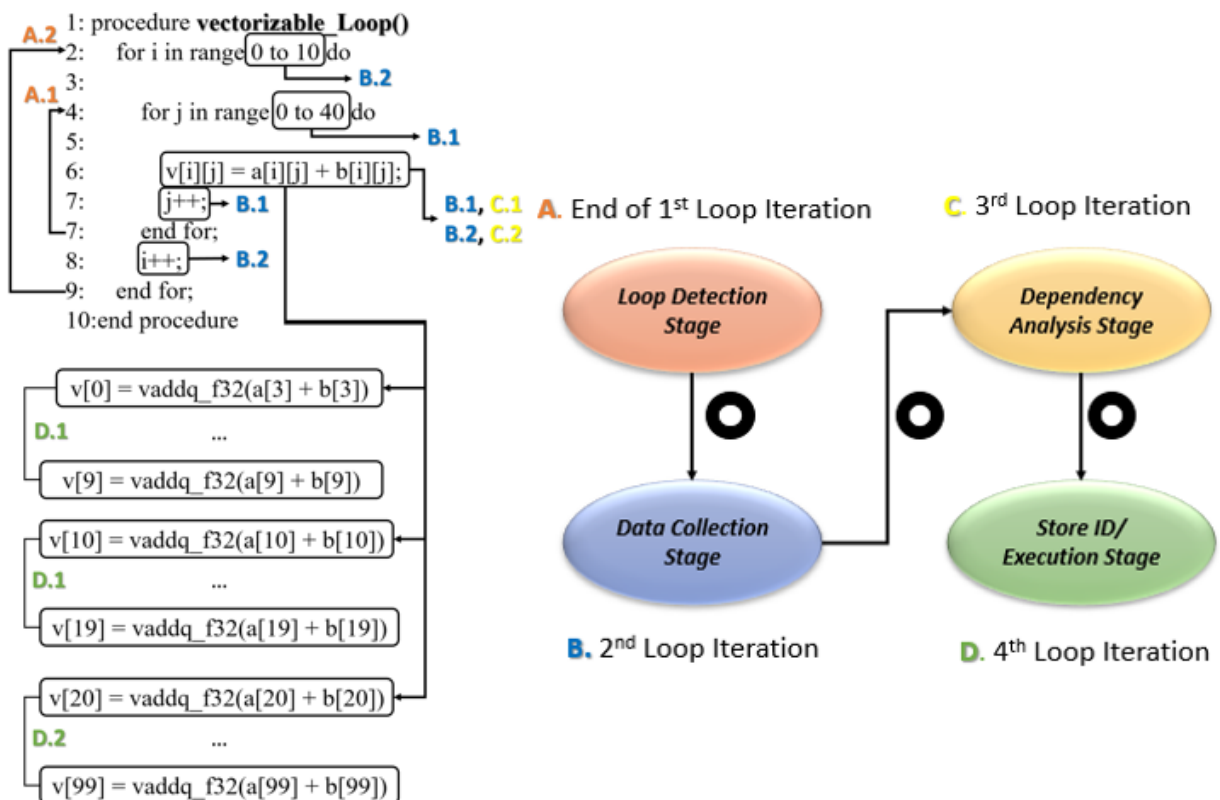 1: procedure vectorizable_Loop()
A.2
2: for i in range 0 to 10 do
3:
B.2
A.1
4: for j in range 0 to 40 do
5:
B.1
6: v[i][j] = a[i][j] + b[i][j];
7: j++; B.1
B.1, C.1
B.2, C.2
7: end for;
8: i++; B.2
9: end for;
10:end procedure
v[0] = vaddq_f32(a[3] + b[3])
D.1
...
v[9] = vaddq_f32(a[9] + b[9])
v[10] = vaddq_f32(a[10] + b[10])
D.1
...
v[19] = vaddq_f32(a[19] + b[19])
v[20] = vaddq_f32(a[20] + b[20])
D.2
...
v[99] = vaddq_f32(a[99] + b[99])
A. End of 1st Loop Iteration
Loop Detection
Stage
Data Collection
Stage
B. 2nd Loop Iteration
C. 3rd Loop Iteration
Dependency
Analysis Stage
Store ID/
Execution Stage
D. 4th Loop Iteration